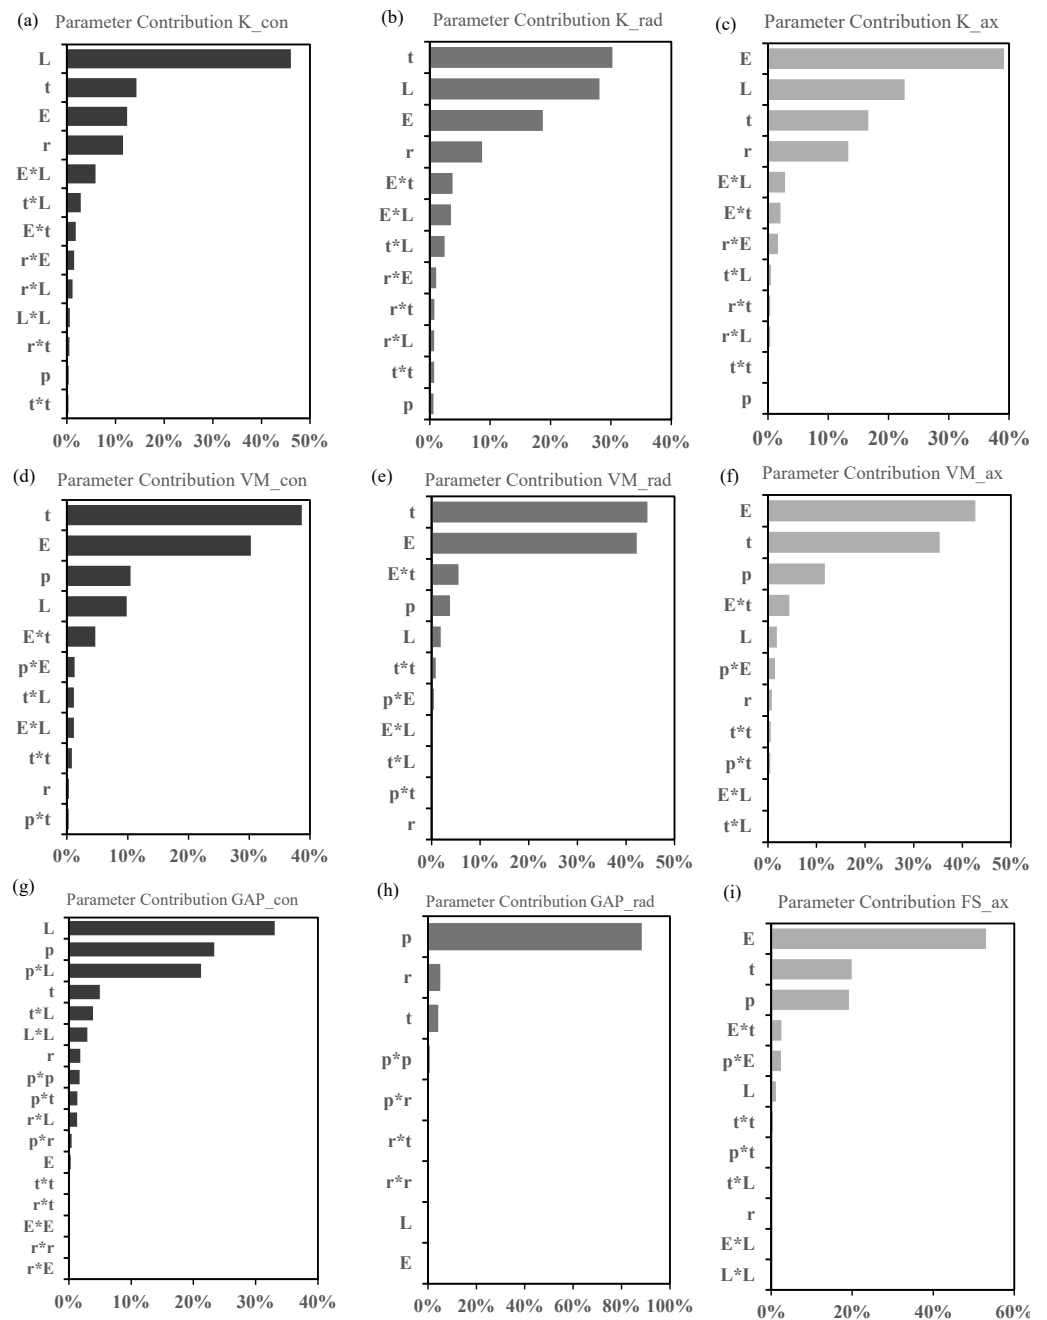 (a) Parameter Contribution K_con
L
t
E
r
E*L
t*L
E*t
r*E
r*L
L*L
r*t
p
t*t
0% 10% 20% 30% 40% 50%
(b) Parameter Contribution K_rad
t
L
E
r
E*t
E*L
t*L
r*E
r*t
r*L
t*t
p
0% 10% 20% 30% 40%
(c) Parameter Contribution K_ax
E
L
t
r
E*L
E*t
r*E
t*L
r*t
r*L
t*t
p
0% 10% 20% 30% 40%
(d) Parameter Contribution VM_con
t
E
p
L
E*t
p*E
t*L
E*L
t*t
r
p*t
0% 10% 20% 30% 40%
(e) Parameter Contribution VM_rad
t
E
E*t
p
L
t*t
p*E
E*L
t*L
p*t
r
0% 10% 20% 30% 40% 50%
(f) Parameter Contribution VM_ax
E
t
p
E*t
L
p*E
r
t*t
p*t
E*L
t*L
0% 10% 20% 30% 40% 50%
(g) Parameter Contribution GAP_con
L
p
p*L
t
t*L
L*L
r
p*p
p*t
r*L
p*r
E
t*t
r*t
E*E
r*r
r*E
0% 10% 20% 30% 40%
(h) Parameter Contribution GAP_rad
p
r
t
p*p
p*r
r*t
r*r
L
E
0% 20% 40% 60% 80% 100%
(i) Parameter Contribution FS_ax
E
t
p
E*t
p*E
L
t*t
p*t
t*L
r
E*L
L*L
0% 20% 40% 60%